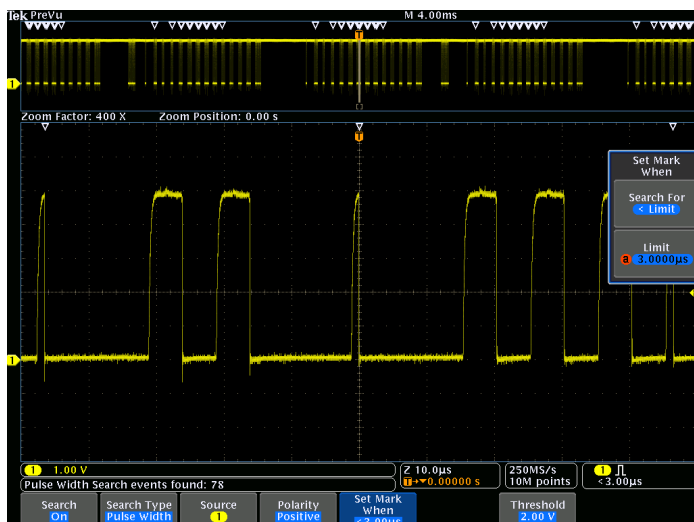 Tek PreVu
M 4.00ms
T
1
Zoom Factor: 400 X Zoom Position: 0.00 s
T
Set Mark
When
Search For
< Limit
Limit
a 3.0000µs
1
1 1.00 V
Z 10.0µs
T→▼0.00000 s
250MS/s
10M points
1
<3.00µs
Pulse Width Search events found: 78
Search
On
Search Type
Pulse Width
Source
1
Polarity
Positive
Set Mark
When
<3.00µs
Threshold
2.00 V